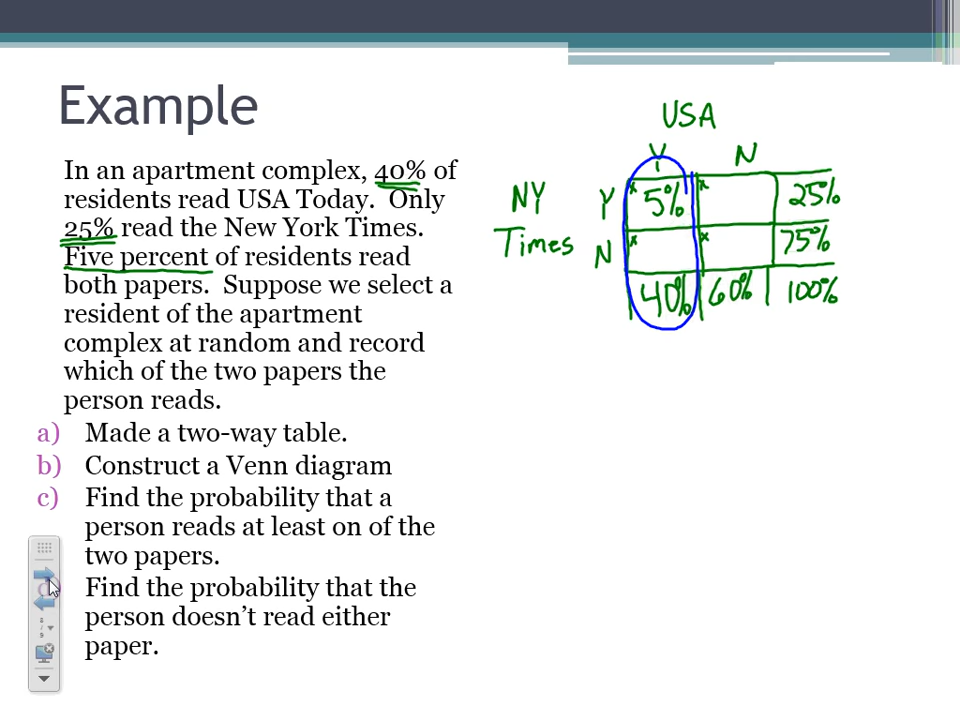 Example
In an apartment complex, 40% of
residents read USA Today.  Only
25% read the New York Times.
Five percent of residents read
both papers.  Suppose we select a
resident of the apartment
complex at random and record
which of the two papers the
person reads.
a) Made a two-way table.
b) Construct a Venn diagram
c) Find the probability that a
person reads at least on of the
two papers.
d) Find the probability that the
person doesn't read either
paper.
USA
Y N
NY Y 5% 25%
Times N 75%
40% 60% 100%